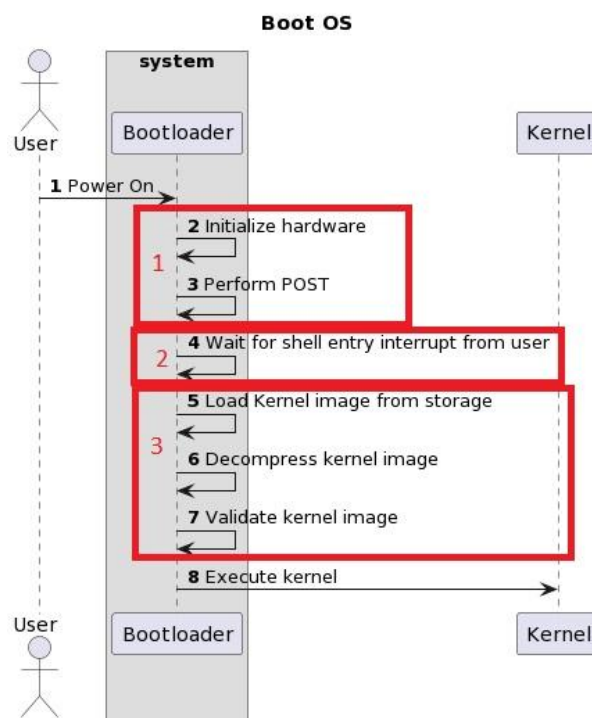 Boot OS
system
User
Bootloader
Kernel
1 Power On
2 Initialize hardware
1
3 Perform POST
4 Wait for shell entry interrupt from user
2
5 Load Kernel image from storage
3
6 Decompress kernel image
7 Validate kernel image
8 Execute kernel
User
Bootloader
Kernel